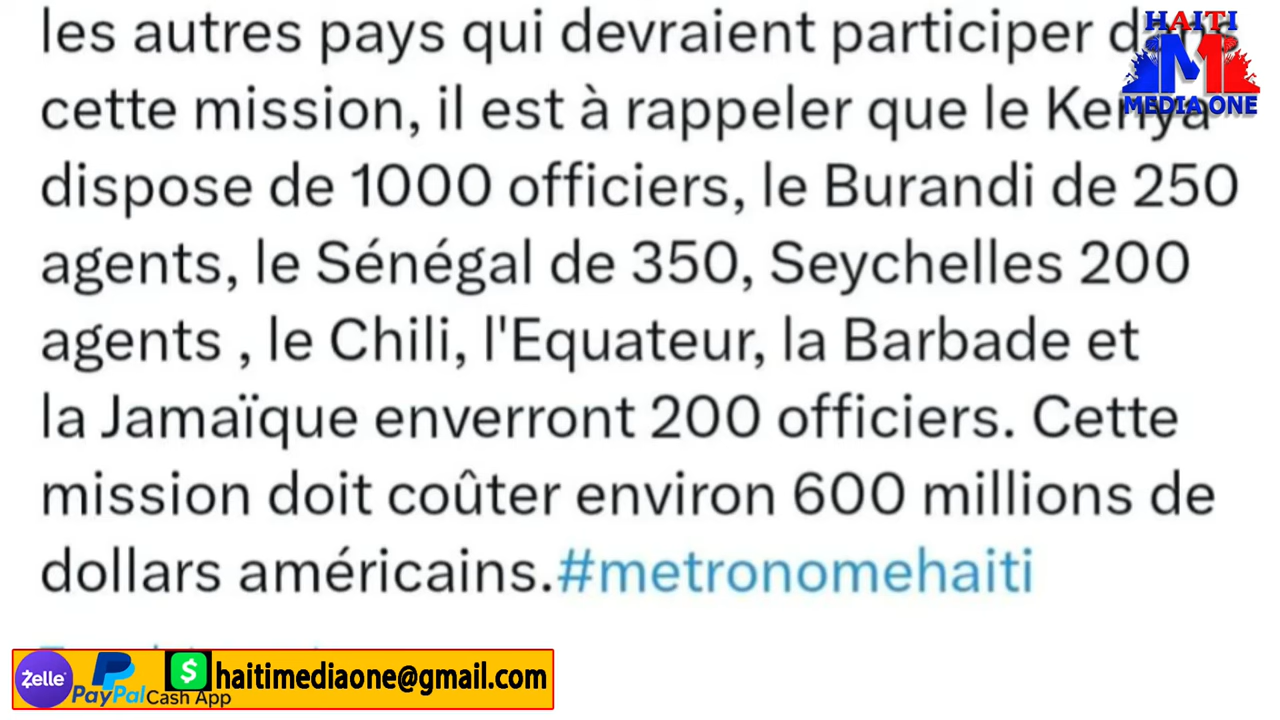 les autres pays qui devraient participer dans
cette mission, il est à rappeler que le Kenya
dispose de 1000 officiers, le Burandi de 250
agents, le Sénégal de 350, Seychelles 200
agents , le Chili, l'Equateur, la Barbade et
la Jamaïque enverront 200 officiers. Cette
mission doit coûter environ 600 millions de
dollars américains.#metronomehaiti
HAITI
M
MEDIA ONE
Zelle
PayPal
$
Cash App
haitimediaone@gmail.com